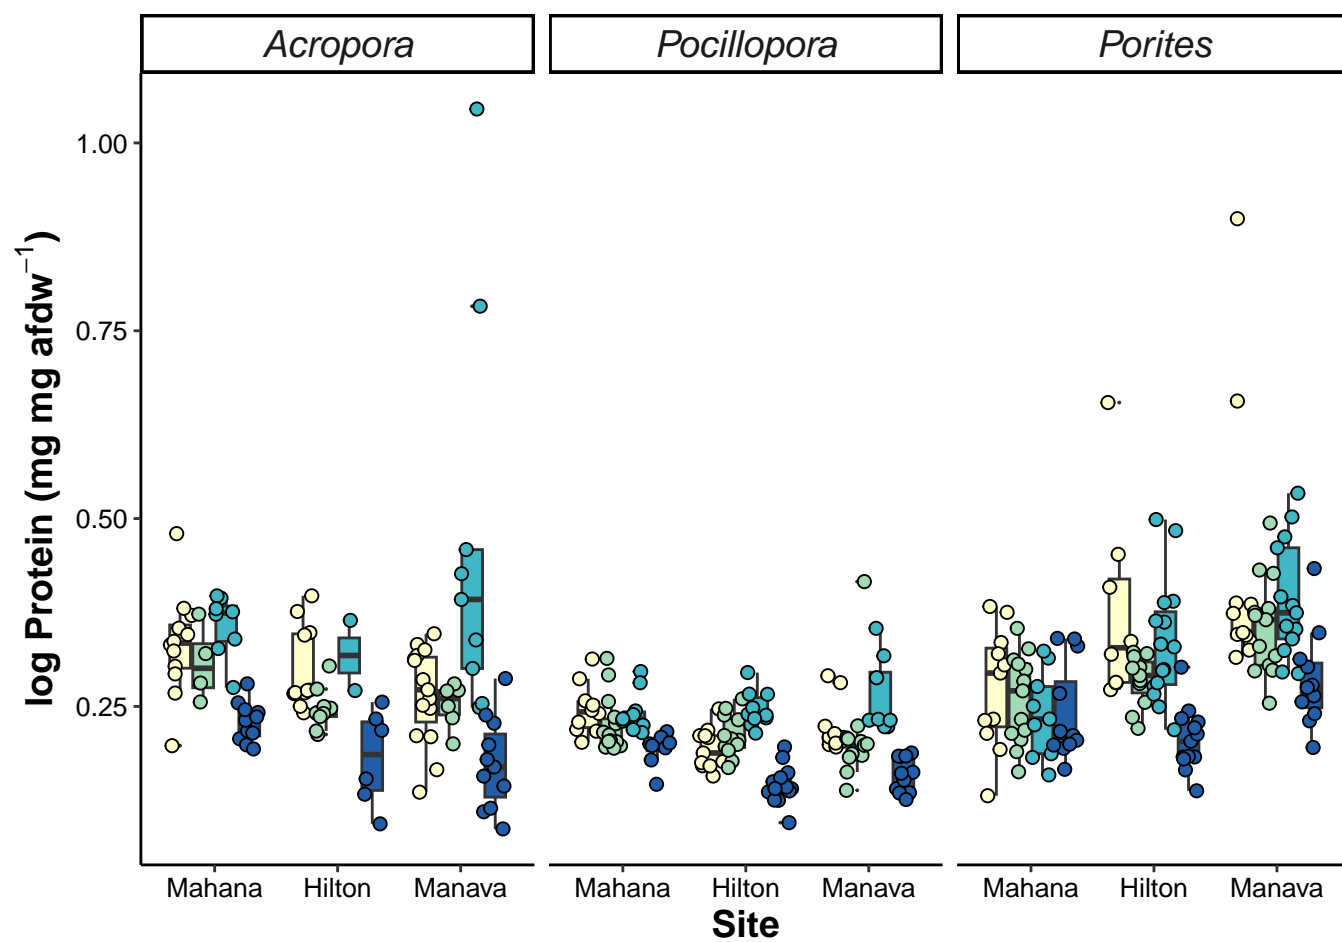 Acropora Pocillopora Porites
1.00
0.75
0.50
0.25
log Protein (mg mg afdw⁻¹)
Mahana Hilton Manava Mahana Hilton Manava Mahana Hilton Manava
Site